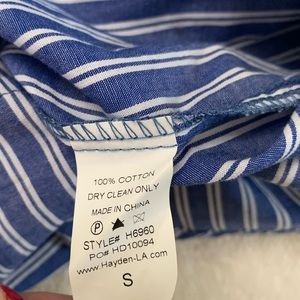 100% COTTON
DRY CLEAN ONLY
MADE IN CHINA
P
STYLE# H6960
PO# HD10094
www.Hayden-LA.com
S